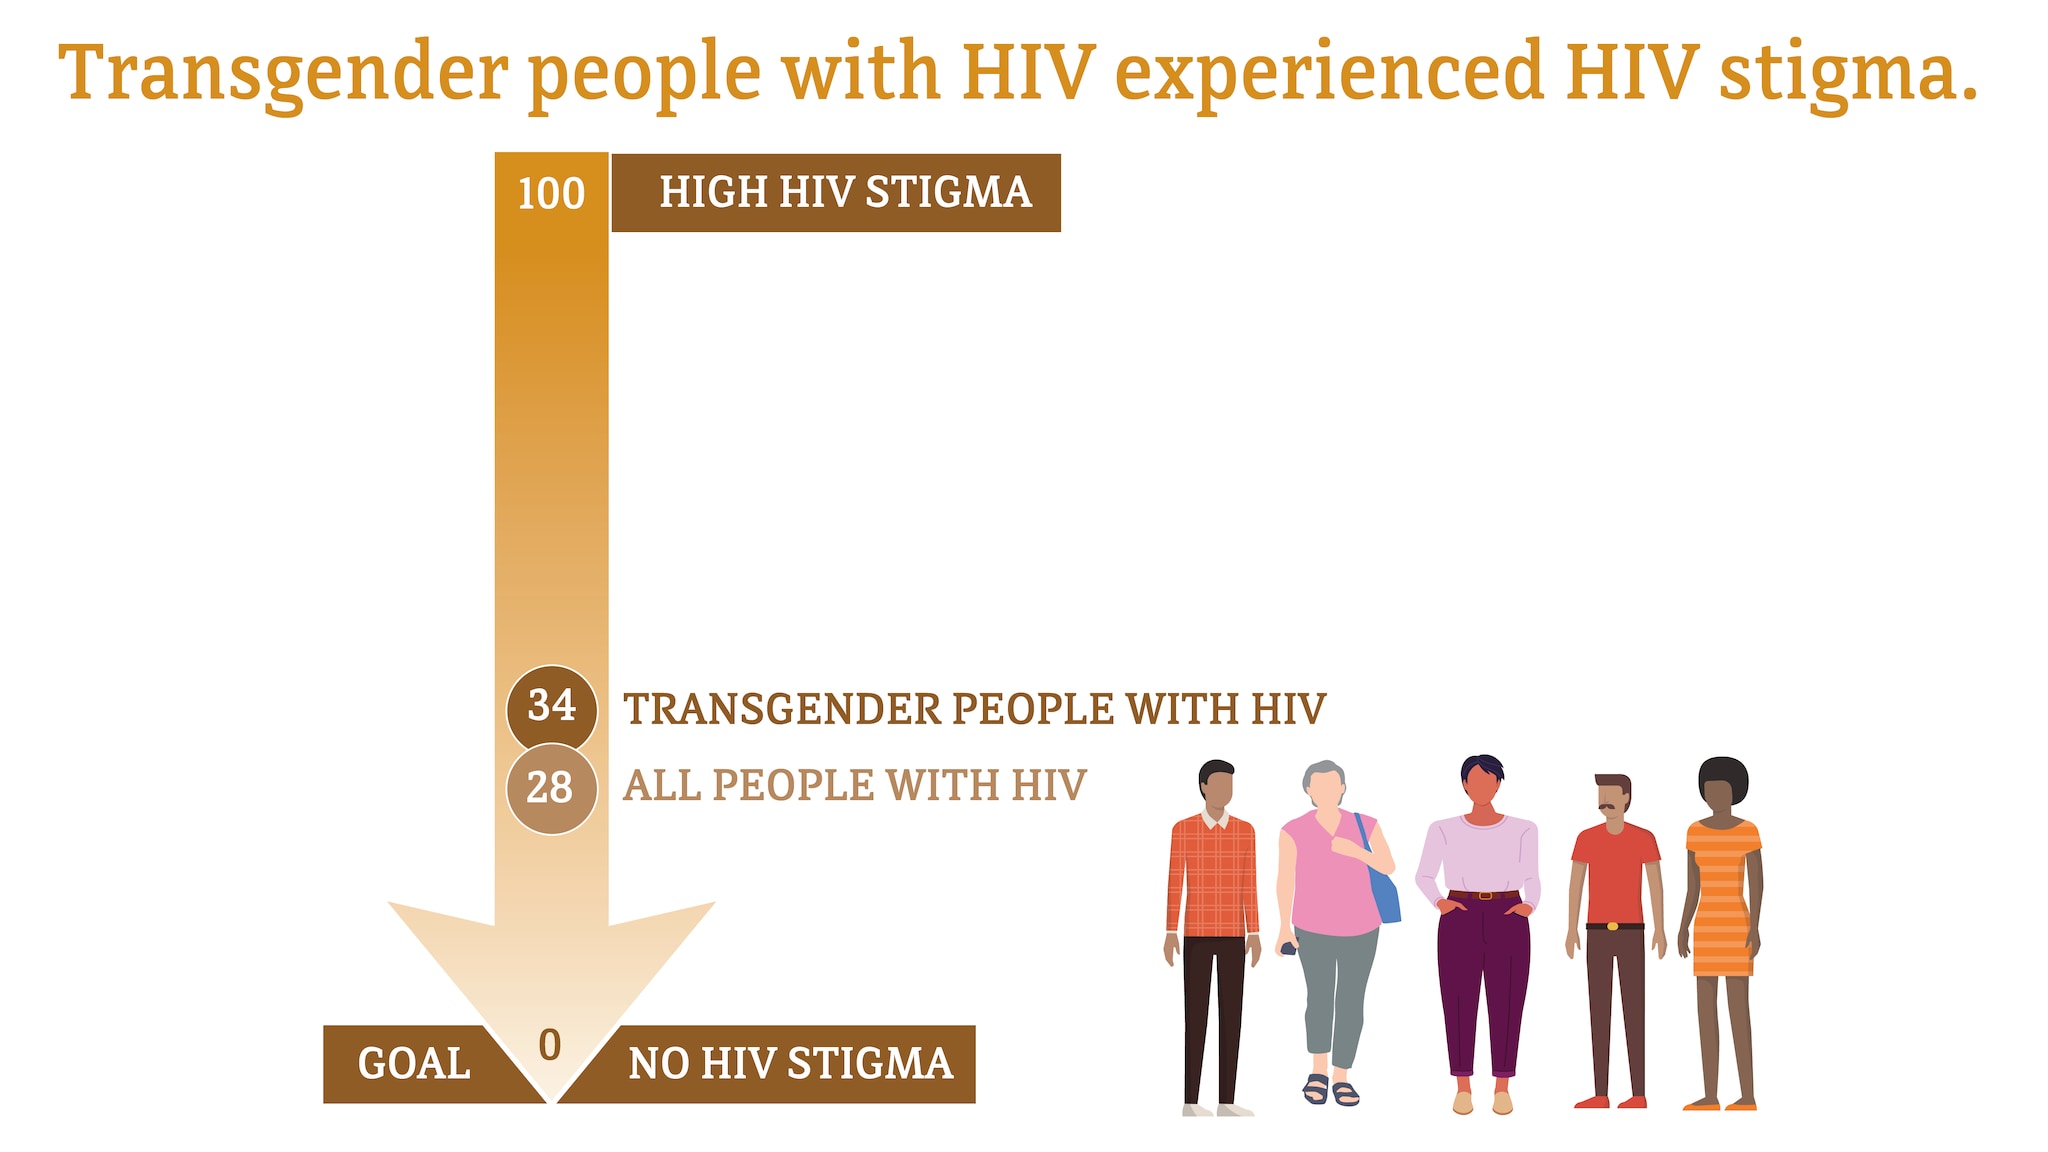 Transgender people with HIV experienced HIV stigma.
100 HIGH HIV STIGMA
34 TRANSGENDER PEOPLE WITH HIV
28 ALL PEOPLE WITH HIV
GOAL 0 NO HIV STIGMA